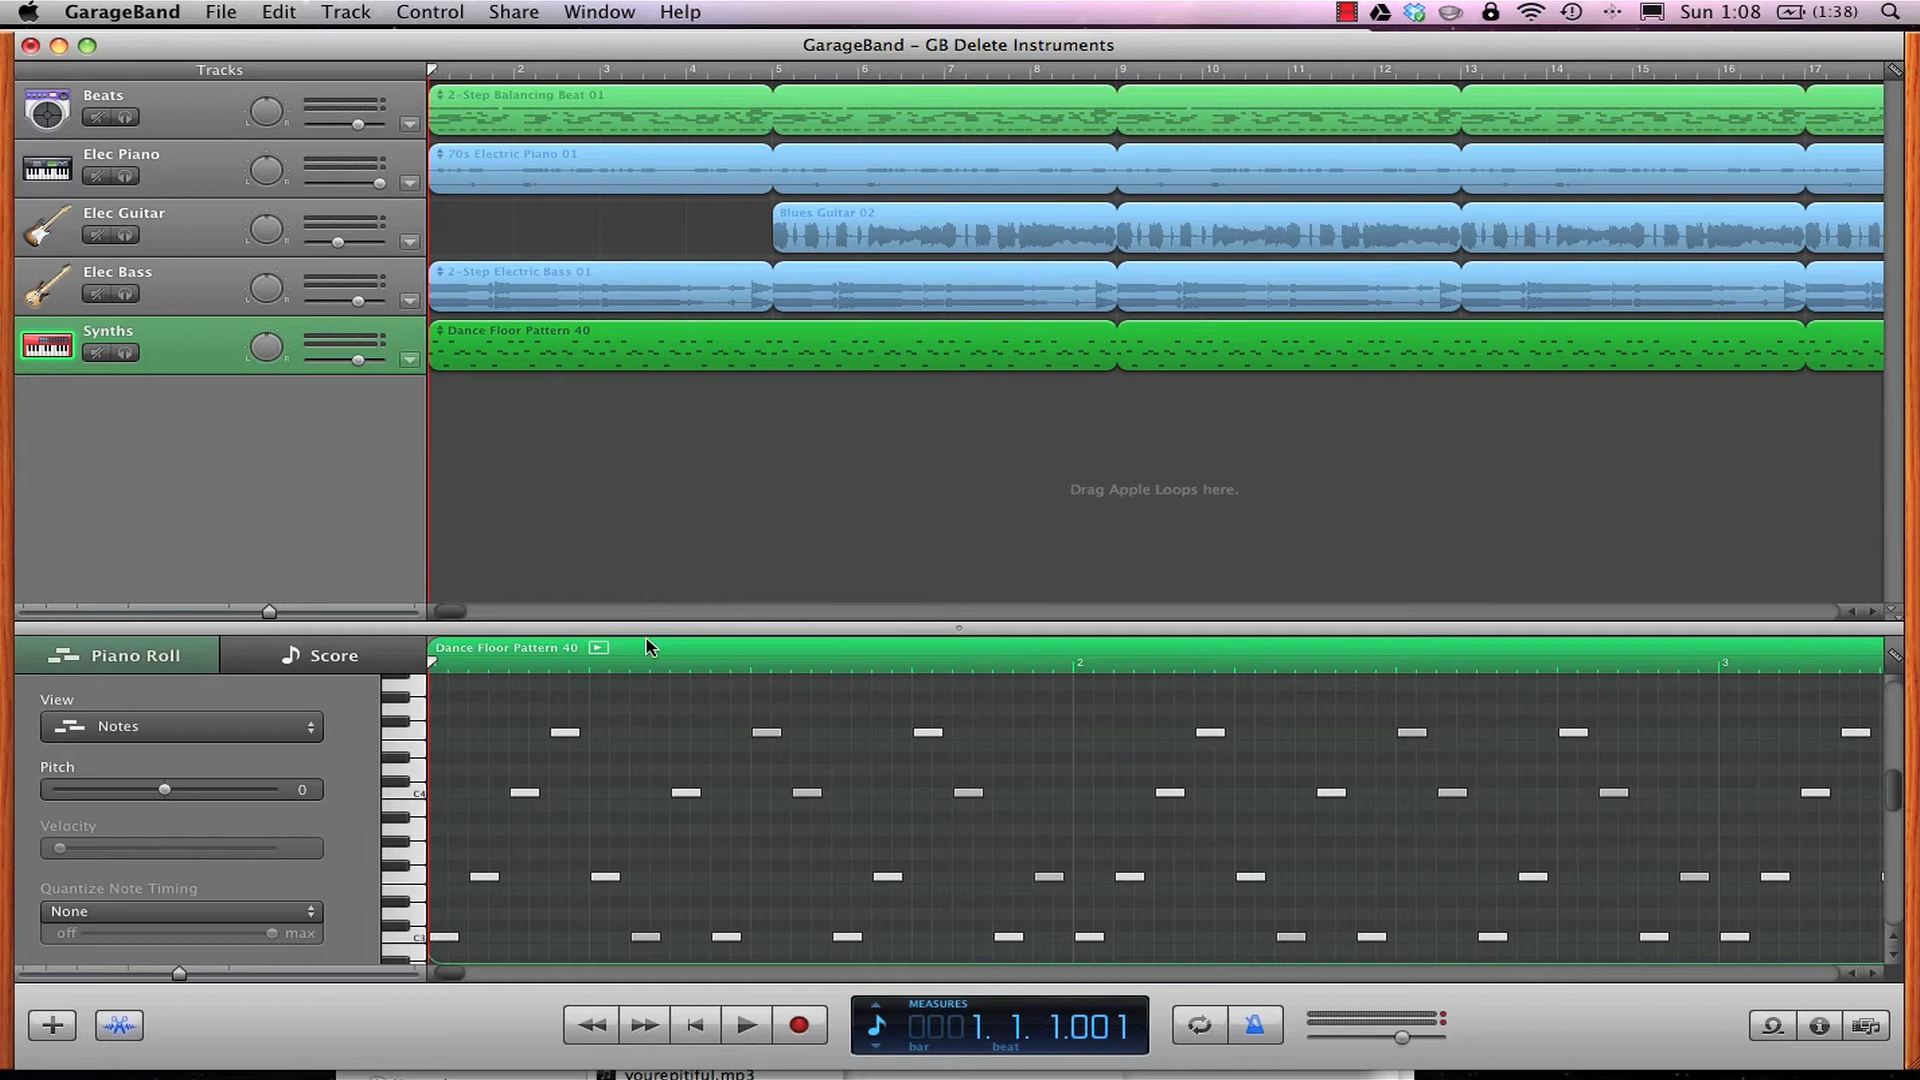 GarageBand File Edit Track Control Share Window Help Sun 1:08 (1:38)
GarageBand – GB Delete Instruments
Tracks 2 3 4 5 6 7 8 9 10 11 12 13 14 15 16 17
Beats
L R
2-Step Balancing Beat 01
Elec Piano
L R
70s Electric Piano 01
Elec Guitar
L R
Blues Guitar 02
Elec Bass
L R
2-Step Electric Bass 01
Synths
L R
Dance Floor Pattern 40
Drag Apple Loops here.
Piano Roll Score
Dance Floor Pattern 40
2 3
View
Notes
Pitch
0
C4
Velocity
Quantize Note Timing
None
off max
C3
MEASURES
0001. 1. 1.001
bar beat
yourepitiful.mp3